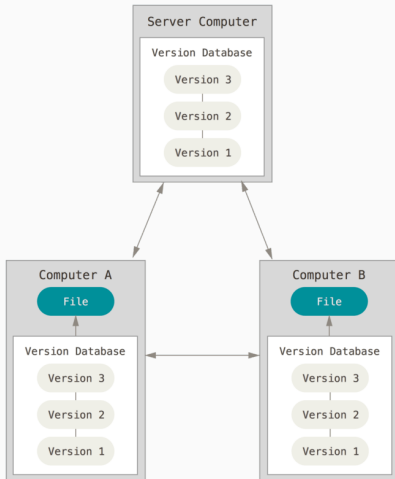 Server Computer
Version Database
Version 3
Version 2
Version 1
Computer A
File
Version Database
Version 3
Version 2
Version 1
Computer B
File
Version Database
Version 3
Version 2
Version 1